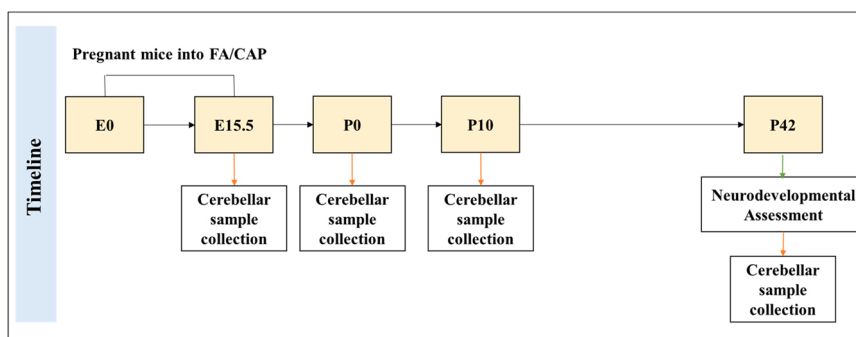 Timeline
Pregnant mice into FA/CAP
E0
E15.5
P0
P10
P42
Cerebellar
sample
collection
Cerebellar
sample
collection
Cerebellar
sample
collection
Neurodevelopmental
Assessment
Cerebellar
sample
collection